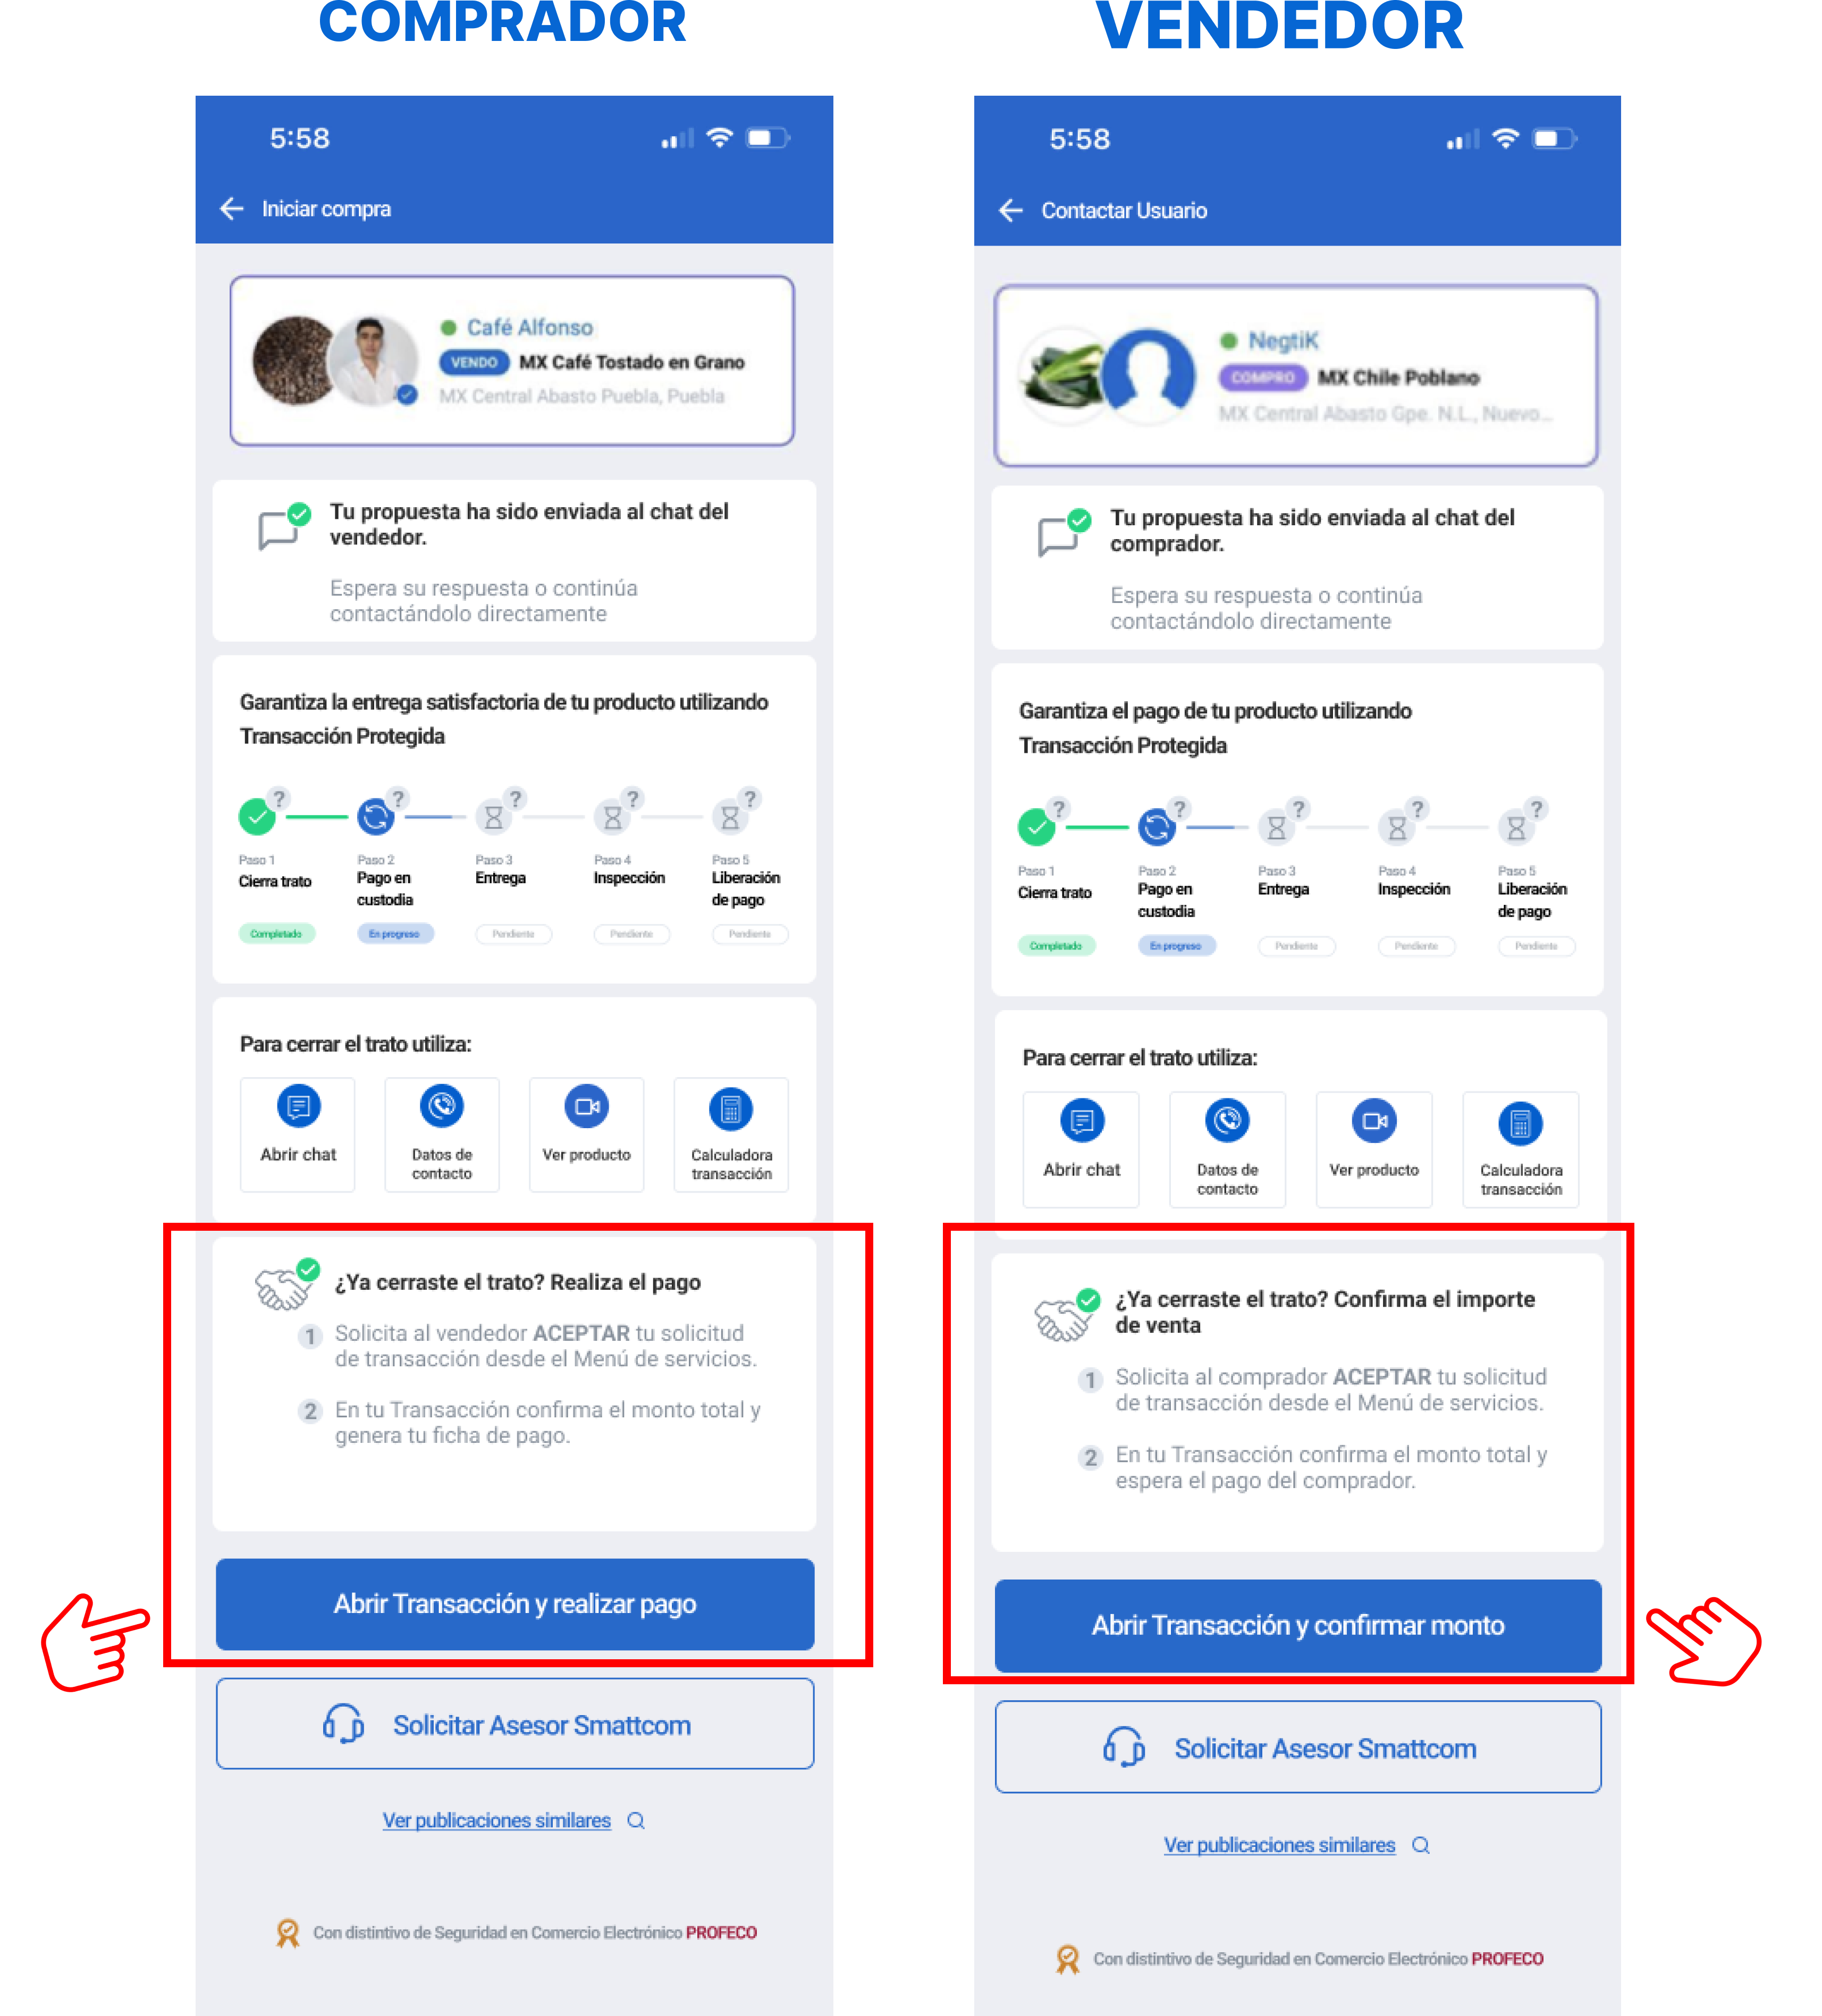 COMPRADOR
5:58
Iniciar compra
Café Alfonso
VENDO MX Café Tostado en Grano
MX Central Abasto Puebla, Puebla
Tu propuesta ha sido enviada al chat del
vendedor.
Espera su respuesta o continúa
contactándolo directamente
Garantiza la entrega satisfactoria de tu producto utilizando
Transacción Protegida
? ? ? ? ?
Paso 1 Paso 2 Paso 3 Paso 4 Paso 5
Cierra trato Pago en Entrega Inspección Liberación
custodia de pago
Completado En progreso Pendiente Pendiente Pendiente
Para cerrar el trato utiliza:
Abrir chat Datos de Ver producto Calculadora
contacto transacción
¿Ya cerraste el trato? Realiza el pago
1 Solicita al vendedor ACEPTAR tu solicitud
de transacción desde el Menú de servicios.
2 En tu Transacción confirma el monto total y
genera tu ficha de pago.
Abrir Transacción y realizar pago
Solicitar Asesor Smattcom
Ver publicaciones similares
Con distintivo de Seguridad en Comercio Electrónico PROFECO
VENDEDOR
5:58
Contactar Usuario
NegtiK
COMPRO MX Chile Poblano
MX Central Abasto Gpe. N.L., Nuevo...
Tu propuesta ha sido enviada al chat del
comprador.
Espera su respuesta o continúa
contactándolo directamente
Garantiza el pago de tu producto utilizando
Transacción Protegida
? ? ? ? ?
Paso 1 Paso 2 Paso 3 Paso 4 Paso 5
Cierra trato Pago en Entrega Inspección Liberación
custodia de pago
Completado En progreso Pendiente Pendiente Pendiente
Para cerrar el trato utiliza:
Abrir chat Datos de Ver producto Calculadora
contacto transacción
¿Ya cerraste el trato? Confirma el importe
de venta
1 Solicita al comprador ACEPTAR tu solicitud
de transacción desde el Menú de servicios.
2 En tu Transacción confirma el monto total y
espera el pago del comprador.
Abrir Transacción y confirmar monto
Solicitar Asesor Smattcom
Ver publicaciones similares
Con distintivo de Seguridad en Comercio Electrónico PROFECO